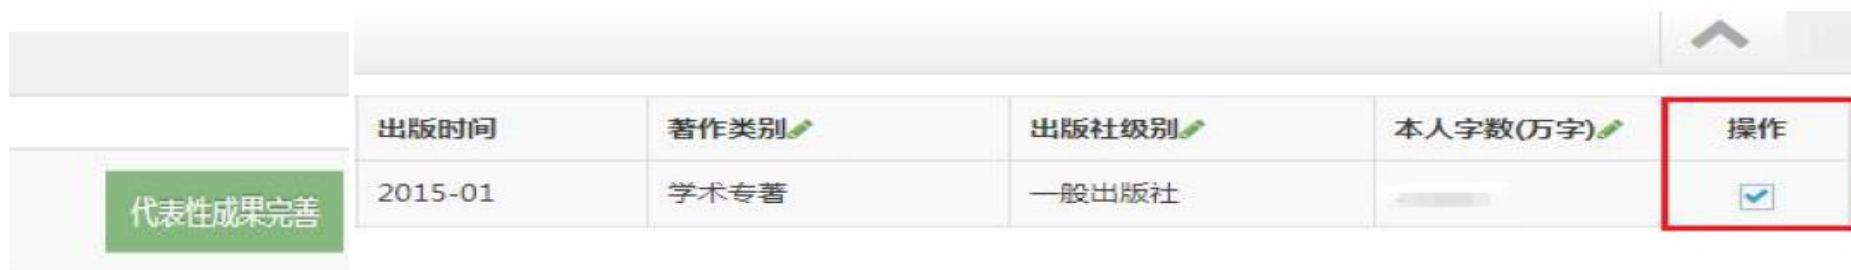 出版时间 著作类别 出版社级别 本人字数(万字) 操作
2015-01 学术专著 一般出版社
代表性成果完善